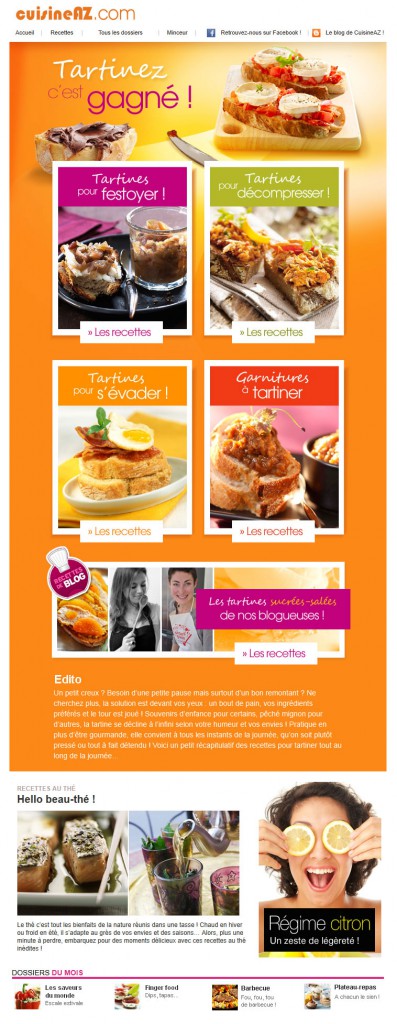 cuisineAZ.com
Accueil | Recettes | Tous les dossiers | Minceur | Retrouvez-nous sur Facebook ! | Le blog de CuisineAZ !
Tartinez
c'est gagné !
Tartines
pour festoyer !
» Les recettes
Tartines
pour décompresser !
» Les recettes
Tartines
pour s'évader !
» Les recettes
Garnitures
à tartiner
» Les recettes
RECETTES
DE BLOG
Les tartines sucrées-salées
de nos blogueuses !
» Les recettes
Edito
Un petit creux ? Besoin d'une petite pause mais surtout d'un bon remontant ? Ne
cherchez plus, la solution est devant vos yeux : un bout de pain, vos ingrédients
préférés et le tour est joué ! Souvenirs d'enfance pour certains, pêché mignon pour
d'autres, la tartine se décline à l'infini selon votre humeur et vos envies ! Pratique en
plus d'être gourmande, elle convient à tous les instants de la journée, qu'on soit plutôt
pressé ou tout à fait détendu ! Voici un petit récapitulatif des recettes pour tartiner tout au
long de la journée...
RECETTES AU THÉ
Hello beau-thé !
Le thé c'est tout les bienfaits de la nature réunis dans une tasse ! Chaud en hiver
ou froid en été, il s'adapte au grès de vos envies et des saisons... Alors, plus une
minute à perdre, embarquez pour des moments délicieux avec ces recettes au thé
inédites !
Régime citron
Un zeste de légèreté !
DOSSIERS DU MOIS
Les saveurs
du monde
Escale estivale
Finger food
Dips, tapas...
Barbecue
Fou, fou, fou
de barbecue !
Plateau-repas
A chacun le sien !